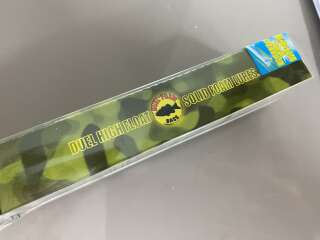 DUEL HIGH FLOAT
BASS
SOLID FOAM LURES.